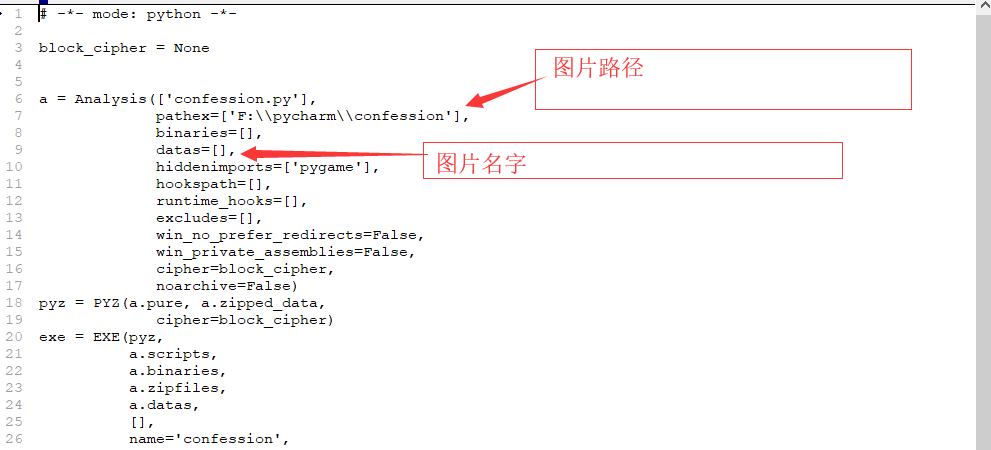 1 # -*- mode: python -*-
2
3 block_cipher = None
4
5
6 a = Analysis(['confession.py'],
图片路径
7 pathex=['F:\\pycharm\\confession'],
8 binaries=[],
9 datas=[],
图片名字
10 hiddenimports=['pygame'],
11 hookspath=[],
12 runtime_hooks=[],
13 excludes=[],
14 win_no_prefer_redirects=False,
15 win_private_assemblies=False,
16 cipher=block_cipher,
17 noarchive=False)
18 pyz = PYZ(a.pure, a.zipped_data,
19 cipher=block_cipher)
20 exe = EXE(pyz,
21 a.scripts,
22 a.binaries,
23 a.zipfiles,
24 a.datas,
25 [],
26 name='confession',